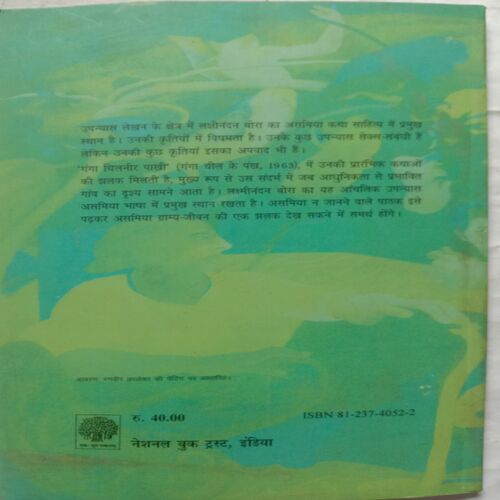 उपन्यास लेखन के क्षेत्र में लक्ष्मीनंदन बोरा का असमिया कथा साहित्य में प्रमुख
स्थान है। उनकी कृतियों में विषमता है। उनके कुछ उपन्यास सेक्स-संबंधी हैं
लेकिन उनकी कुछ कृतियां इसका अपवाद भी हैं।
'गंगा चिलनीर पाखी' (गंगा चील के पंख, 1963), में उनकी प्रारंभिक कथाओं
की झलक मिलती है, मुख्य रूप से उस संदर्भ में जब आधुनिकता से प्रभावित
गांव का दृश्य सामने आता है। लक्ष्मीनंदन बोरा का यह आंचलिक उपन्यास
असमिया भाषा में प्रमुख स्थान रखता है। असमिया न जानने वाले पाठक इसे
पढ़कर असमिया ग्राम्य-जीवन की एक झलक देख सकने में समर्थ होंगे।
आवरण: की पेंटिंग पर आधारित।
रु. 40.00
ISBN 81-237-4052-2
नेशनल बुक ट्रस्ट, इंडिया